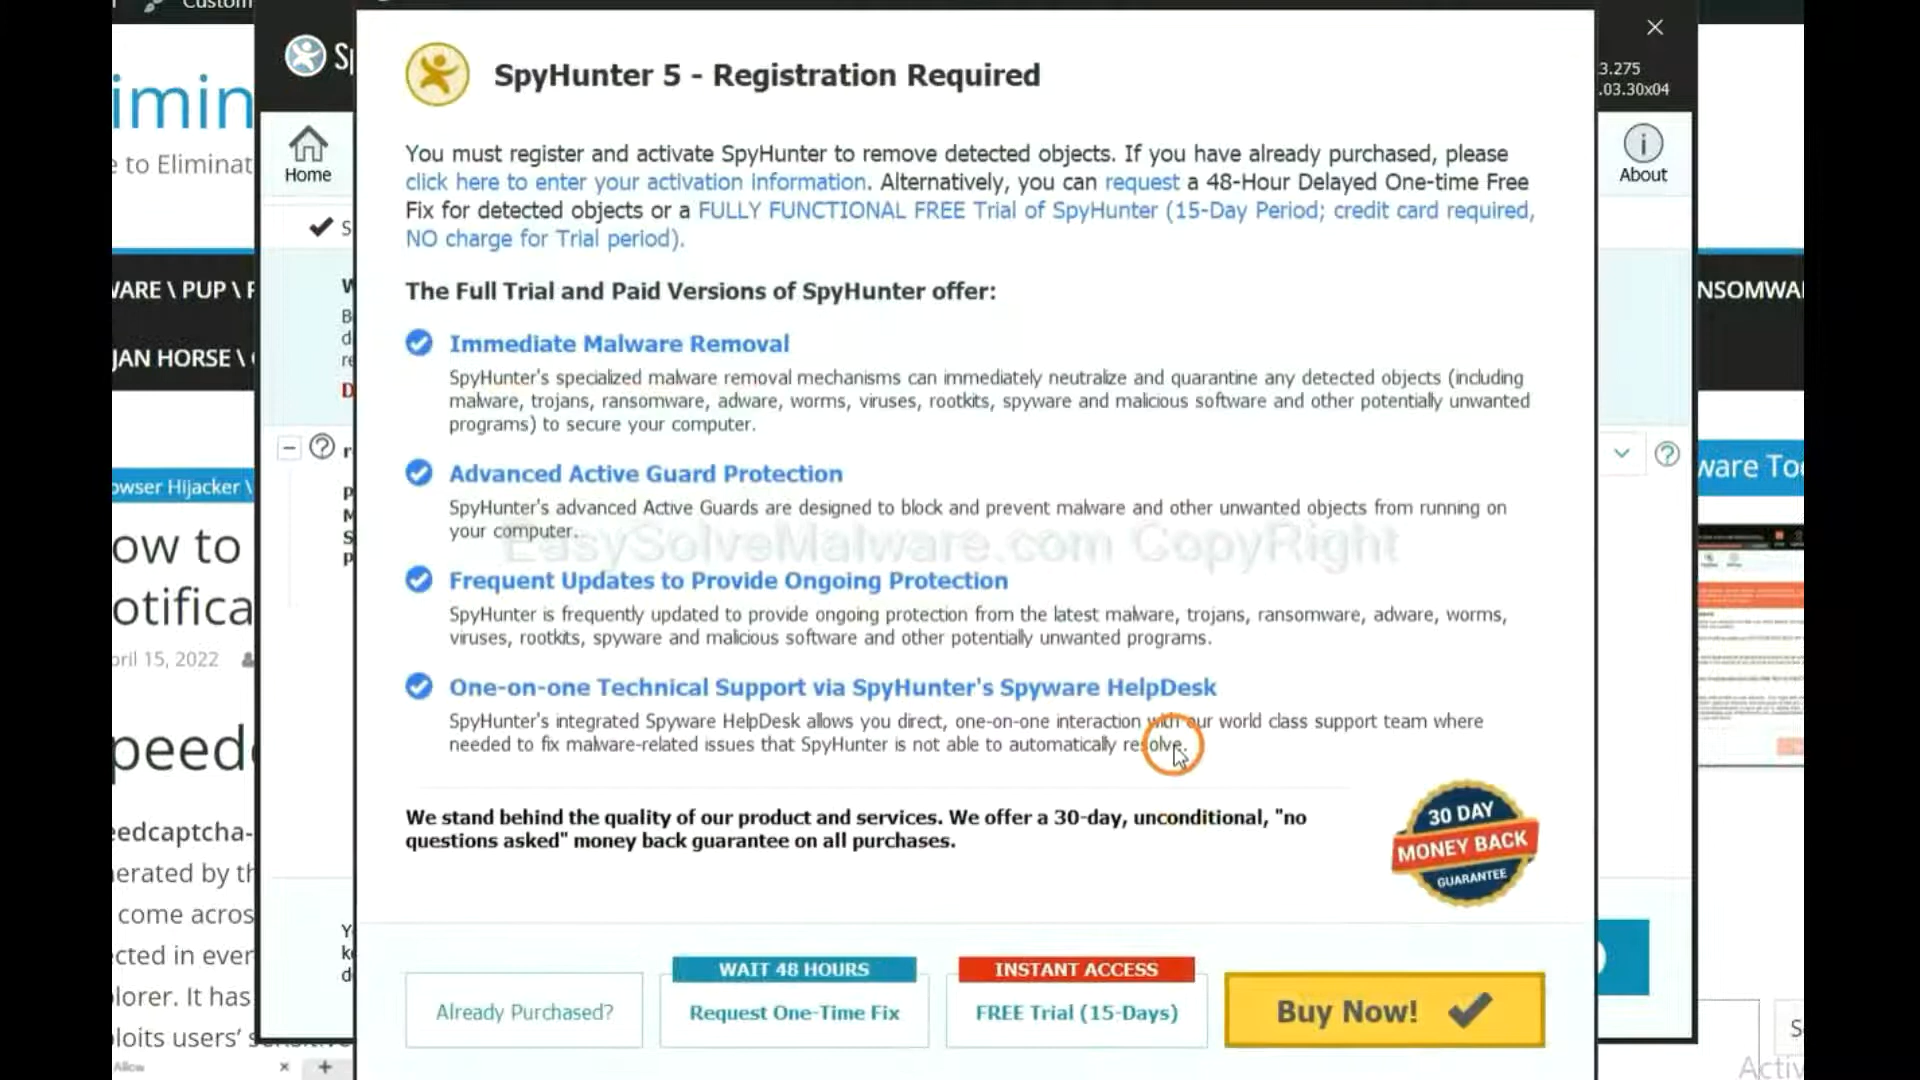 Custom
Sp
SpyHunter 5 - Registration Required
3.275
.03.30x04
imin
e to Eliminat
Home
About
You must register and activate SpyHunter to remove detected objects. If you have already purchased, please
click here to enter your activation information. Alternatively, you can request a 48-Hour Delayed One-time Free
Fix for detected objects or a FULLY FUNCTIONAL FREE Trial of SpyHunter (15-Day Period; credit card required,
NO charge for Trial period).
S
WARE \ PUP \ P
NSOMWA
JAN HORSE \
The Full Trial and Paid Versions of SpyHunter offer:
Immediate Malware Removal
SpyHunter's specialized malware removal mechanisms can immediately neutralize and quarantine any detected objects (including
malware, trojans, ransomware, adware, worms, viruses, rootkits, spyware and malicious software and other potentially unwanted
programs) to secure your computer.
Advanced Active Guard Protection
SpyHunter's advanced Active Guards are designed to block and prevent malware and other unwanted objects from running on
your computer.
EasySolveMalware.com CopyRight
Frequent Updates to Provide Ongoing Protection
SpyHunter is frequently updated to provide ongoing protection from the latest malware, trojans, ransomware, adware, worms,
viruses, rootkits, spyware and malicious software and other potentially unwanted programs.
One-on-one Technical Support via SpyHunter's Spyware HelpDesk
SpyHunter's integrated Spyware HelpDesk allows you direct, one-on-one interaction with our world class support team where
needed to fix malware-related issues that SpyHunter is not able to automatically resolve.
We stand behind the quality of our product and services. We offer a 30-day, unconditional, "no
questions asked" money back guarantee on all purchases.
30 DAY
MONEY BACK
GUARANTEE
WAIT 48 HOURS
INSTANT ACCESS
Already Purchased?
Request One-Time Fix
FREE Trial (15-Days)
Buy Now!
owser Hijacker \
ware Too
ow to
otifica
pril 15, 2022
peed
edcaptcha-
erated by th
come acros
cted in ever
lorer. It has
ploits users' sensitive
Allow
Activ